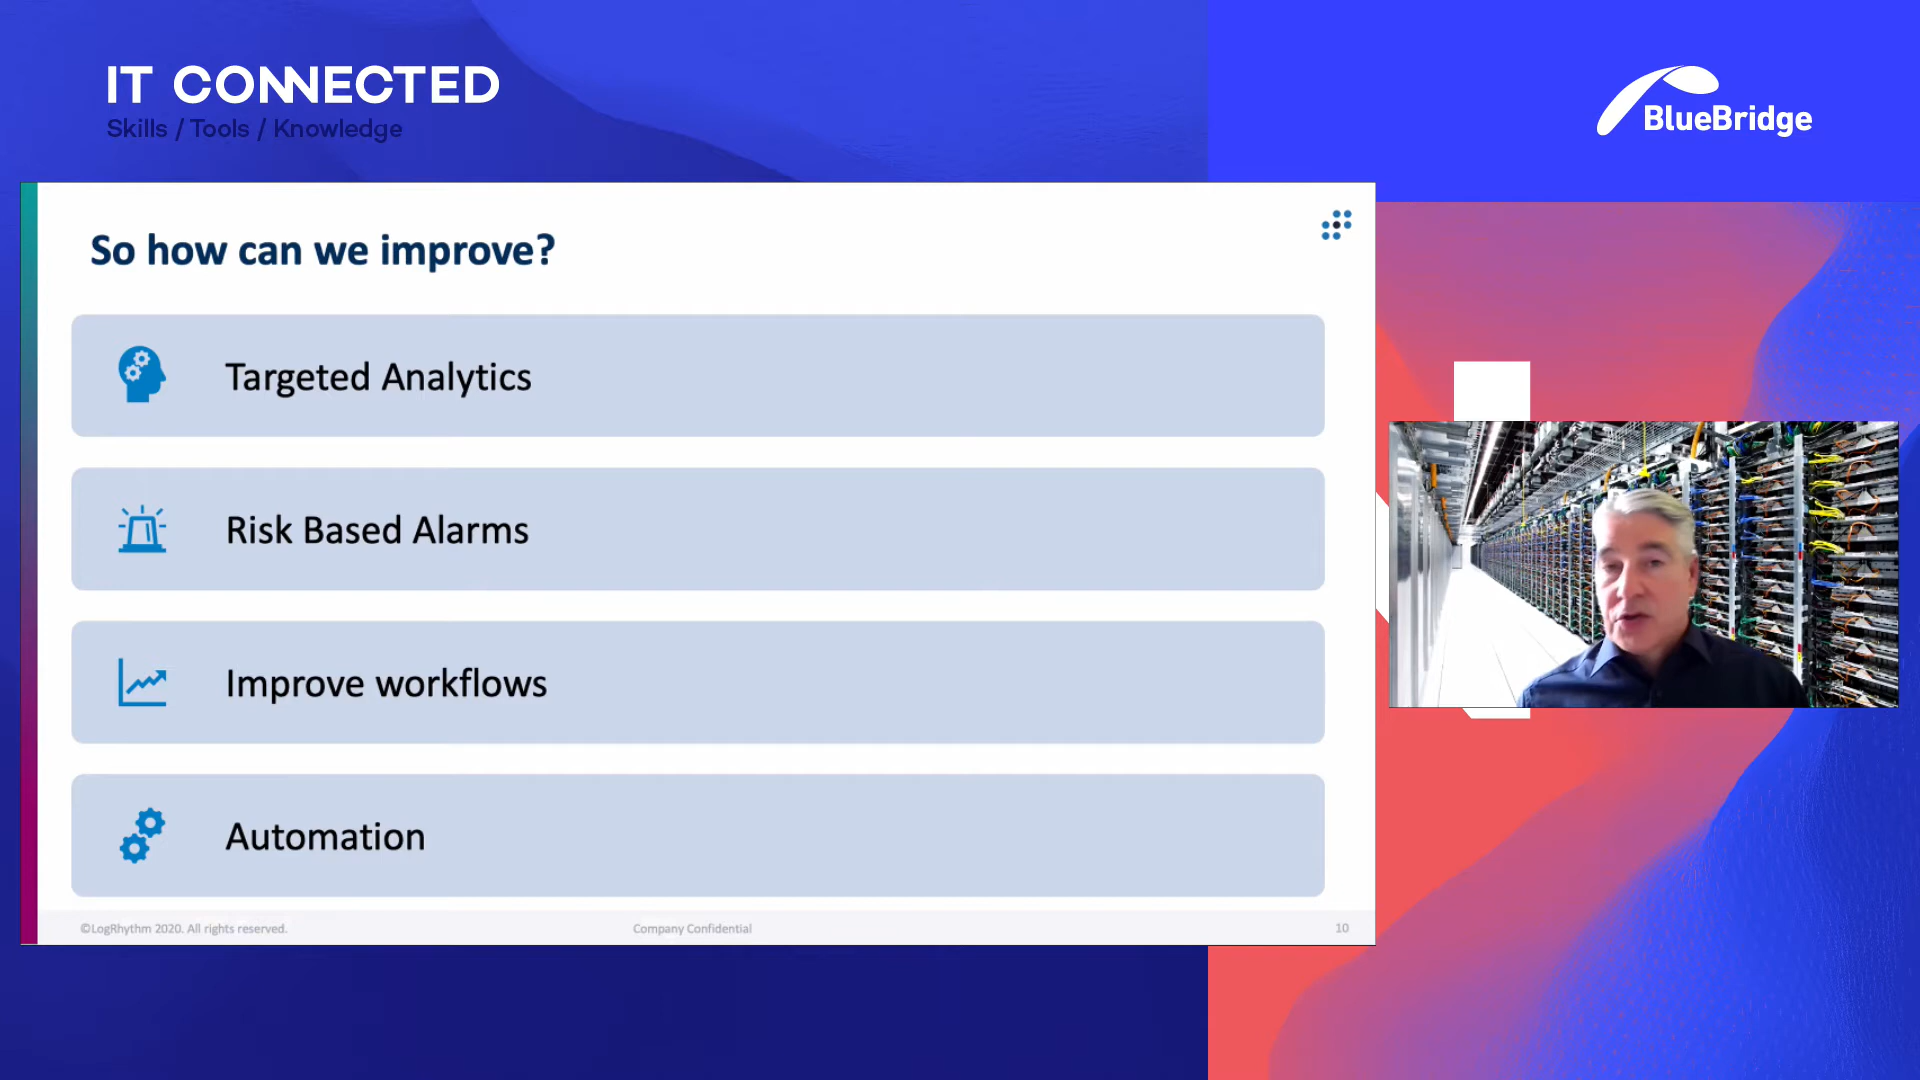 IT CONNECTED
Skills / Tools / Knowledge
BlueBridge
So how can we improve?
Targeted Analytics
Risk Based Alarms
Improve workflows
Automation
©LogRhythm 2020. All rights reserved.
Company Confidential
10